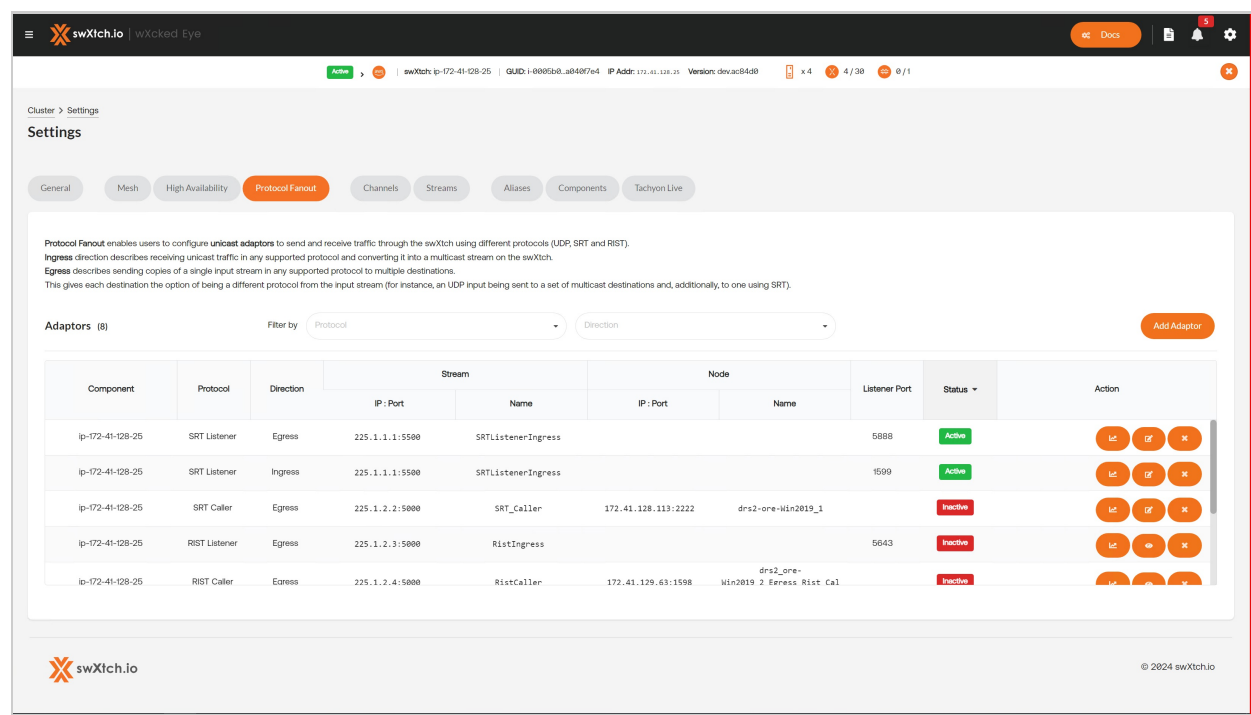 swXtch.io | wXcked Eye
Docs
5
Active > aws | swXtch: ip-172-41-128-25 | GUID: i-0005b0…a040f7e4 IP Addr: 172.41.128.25 Version: dev.ac84d0 x 4 4 / 30 0 / 1
Cluster > Settings
Settings
General Mesh High Availability Protocol Fanout Channels Streams Aliases Components Tachyon Live
Protocol Fanout enables users to configure unicast adaptors to send and receive traffic through the swXtch using different protocols (UDP, SRT and RIST).
Ingress direction describes receiving unicast traffic in any supported protocol and converting it into a multicast stream on the swXtch.
Egress describes sending copies of a single input stream in any supported protocol to multiple destinations.
This gives each destination the option of being a different protocol from the input stream (for instance, an UDP input being sent to a set of multicast destinations and, additionally, to one using SRT).
Adaptors (8) Filter by Protocol Direction Add Adaptor
Component Protocol Direction Stream Node Listener Port Status Action
IP : Port Name IP : Port Name
ip-172-41-128-25 SRT Listener Egress 225.1.1.1:5500 SRTListenerIngress 5888 Active
ip-172-41-128-25 SRT Listener Ingress 225.1.1.1:5500 SRTListenerIngress 1599 Active
ip-172-41-128-25 SRT Caller Egress 225.1.2.2:5000 SRT_Caller 172.41.128.113:2222 drs2-ore-Win2019_1 Inactive
ip-172-41-128-25 RIST Listener Egress 225.1.2.3:5000 RistIngress 5643 Inactive
ip-172-41-128-25 RIST Caller Egress 225.1.2.4:5000 RistCaller 172.41.129.63:1598 drs2_ore-
Win2019 2 Egress Rist Cal Inactive
swXtch.io
© 2024 swXtch.io